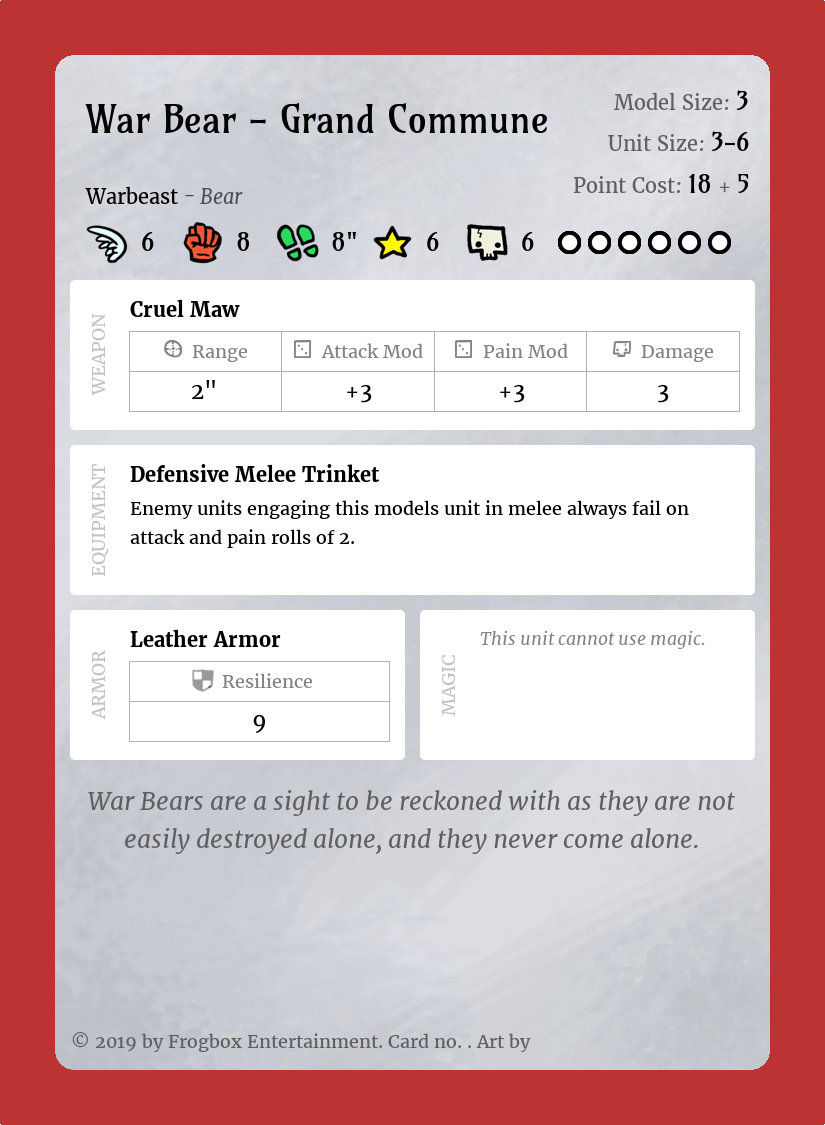 War Bear – Grand Commune
Model Size: 3
Unit Size: 3–6
Point Cost: 18 + 5
Warbeast – Bear
6 8 8" 6 6
WEAPON
Cruel Maw
Range Attack Mod Pain Mod Damage
2" +3 +3 3
EQUIPMENT
Defensive Melee Trinket
Enemy units engaging this models unit in melee always fail on
attack and pain rolls of 2.
ARMOR
Leather Armor
Resilience
9
MAGIC
This unit cannot use magic.
War Bears are a sight to be reckoned with as they are not
easily destroyed alone, and they never come alone.
© 2019 by Frogbox Entertainment. Card no. . Art by